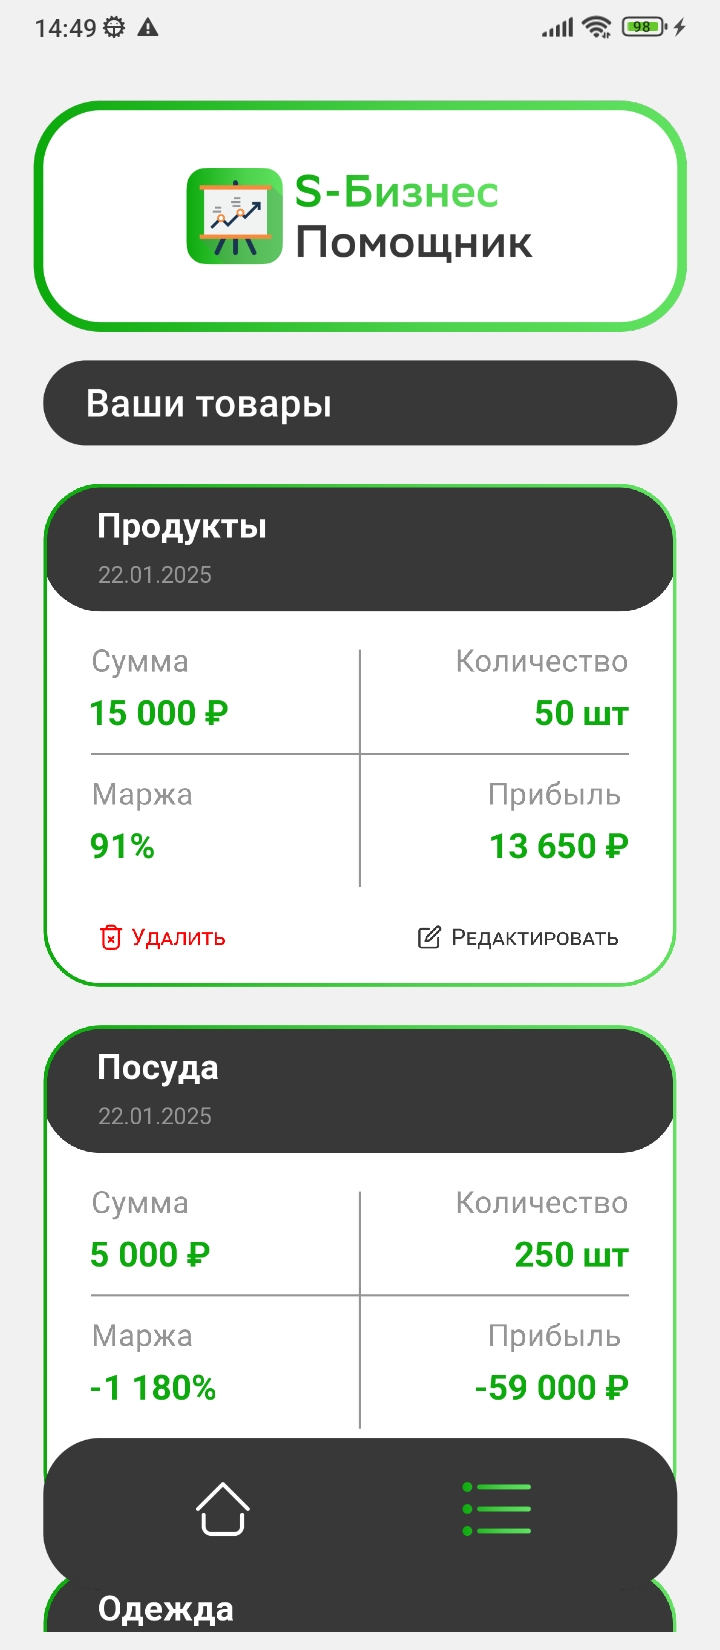 14:49
98
S-Бизнес
Помощник
Ваши товары
Продукты
22.01.2025
Сумма
Количество
15 000 ₽
50 шт
Маржа
Прибыль
91%
13 650 ₽
Удалить
Редактировать
Посуда
22.01.2025
Сумма
Количество
5 000 ₽
250 шт
Маржа
Прибыль
-1 180%
-59 000 ₽
Одежда